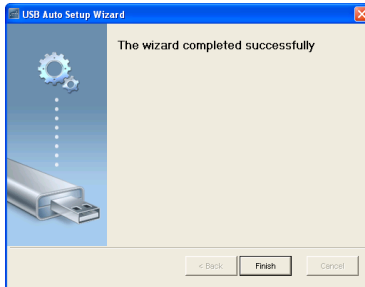 USB Auto Setup Wizard
The wizard completed successfully
< Back
Finish
Cancel